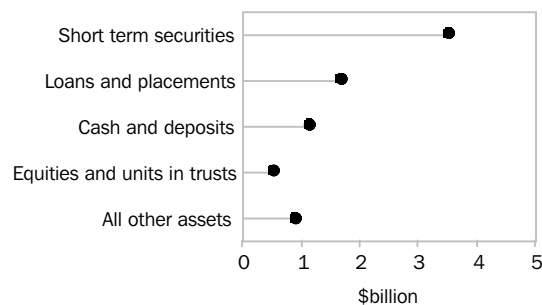 Short term securities
Loans and placements
Cash and deposits
Equities and units in trusts
All other assets
0 1 2 3 4 5
$billion